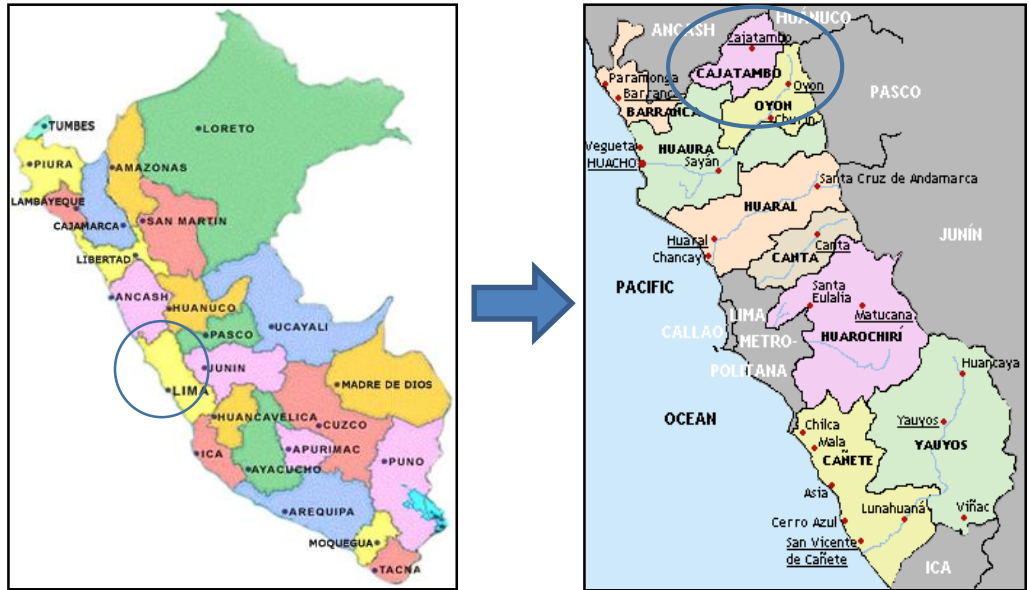 TUMBES
LORETO
PIURA
AMAZONAS
LAMBAYEQUE
SAN MARTIN
CAJAMARCA
LIBERTAD
ANCASH
HUANUCO
UCAYALI
PASCO
JUNIN
LIMA
MADRE DE DIOS
HUANCAVELICA
CUZCO
ICA
APURIMAC
PUNO
AYACUCHO
AREQUIPA
MOQUEGUA
TACNA
ANCASH
HUÁNUCO
Cajatambo
CAJATAMBO
Paramonga
Oyon
Barranca
PASCO
BARRANCA
OYON
Churin
Vegueta
HUAURA
HUACHO
Sayán
Santa Cruz de Andamarca
HUARAL
Huaral
Canta
JUNÍN
Chancay
CANTA
PACIFIC
Santa
Eulalia
LIMA
Matucana
CALLAO
METRO-
HUAROCHIRÍ
POLITANA
Huancaya
OCEAN
Chilca
Yauyos
Mala
YAUYOS
CAÑETE
Asia
Lunahuaná
Viñac
Cerro Azul
San Vicente
de Cañete
ICA